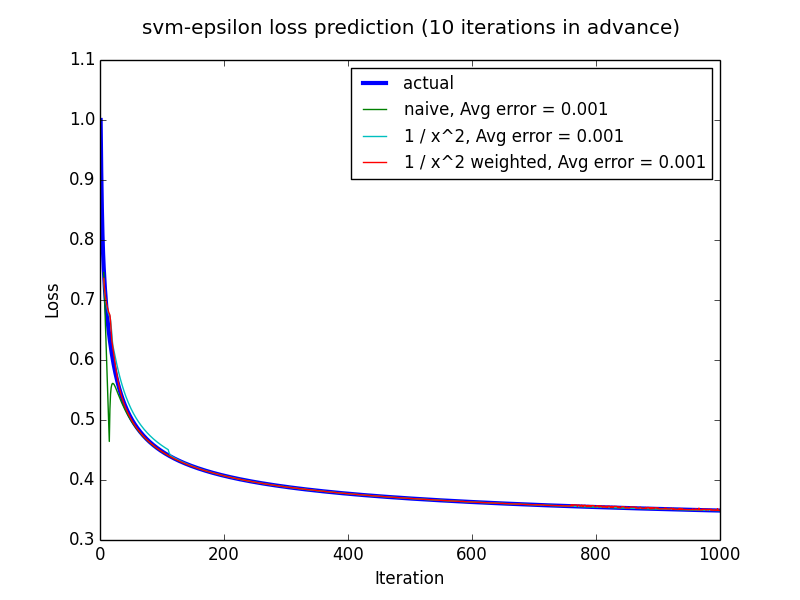 svm-epsilon loss prediction (10 iterations in advance)
1.1
1.0
0.9
0.8
0.7
0.6
0.5
0.4
0.3
Loss
actual
naive, Avg error = 0.001
1 / x^2, Avg error = 0.001
1 / x^2 weighted, Avg error = 0.001
0 200 400 600 800 1000
Iteration